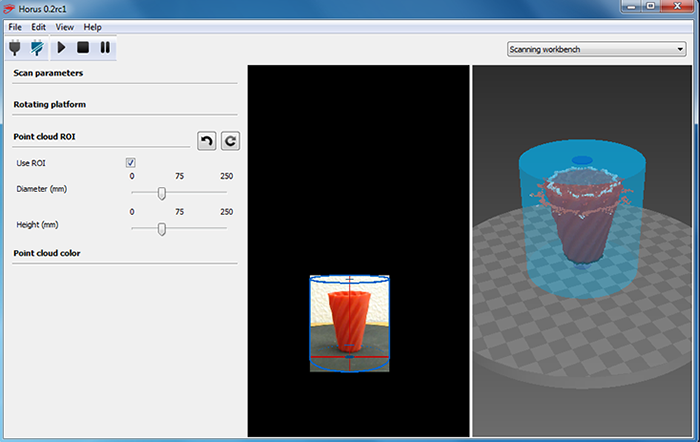 Horus 0.2rc1
File Edit View Help
Scanning workbench
Scan parameters
Rotating platform
Point cloud ROI
Use ROI
0 75 250
Diameter (mm)
0 75 250
Height (mm)
Point cloud color